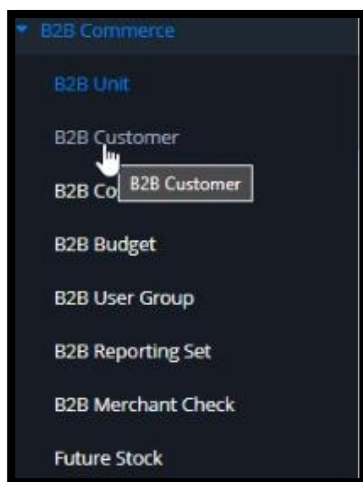 B2B Commerce
B2B Unit
B2B Customer
B2B Co
B2B Customer
B2B Budget
B2B User Group
B2B Reporting Set
B2B Merchant Check
Future Stock